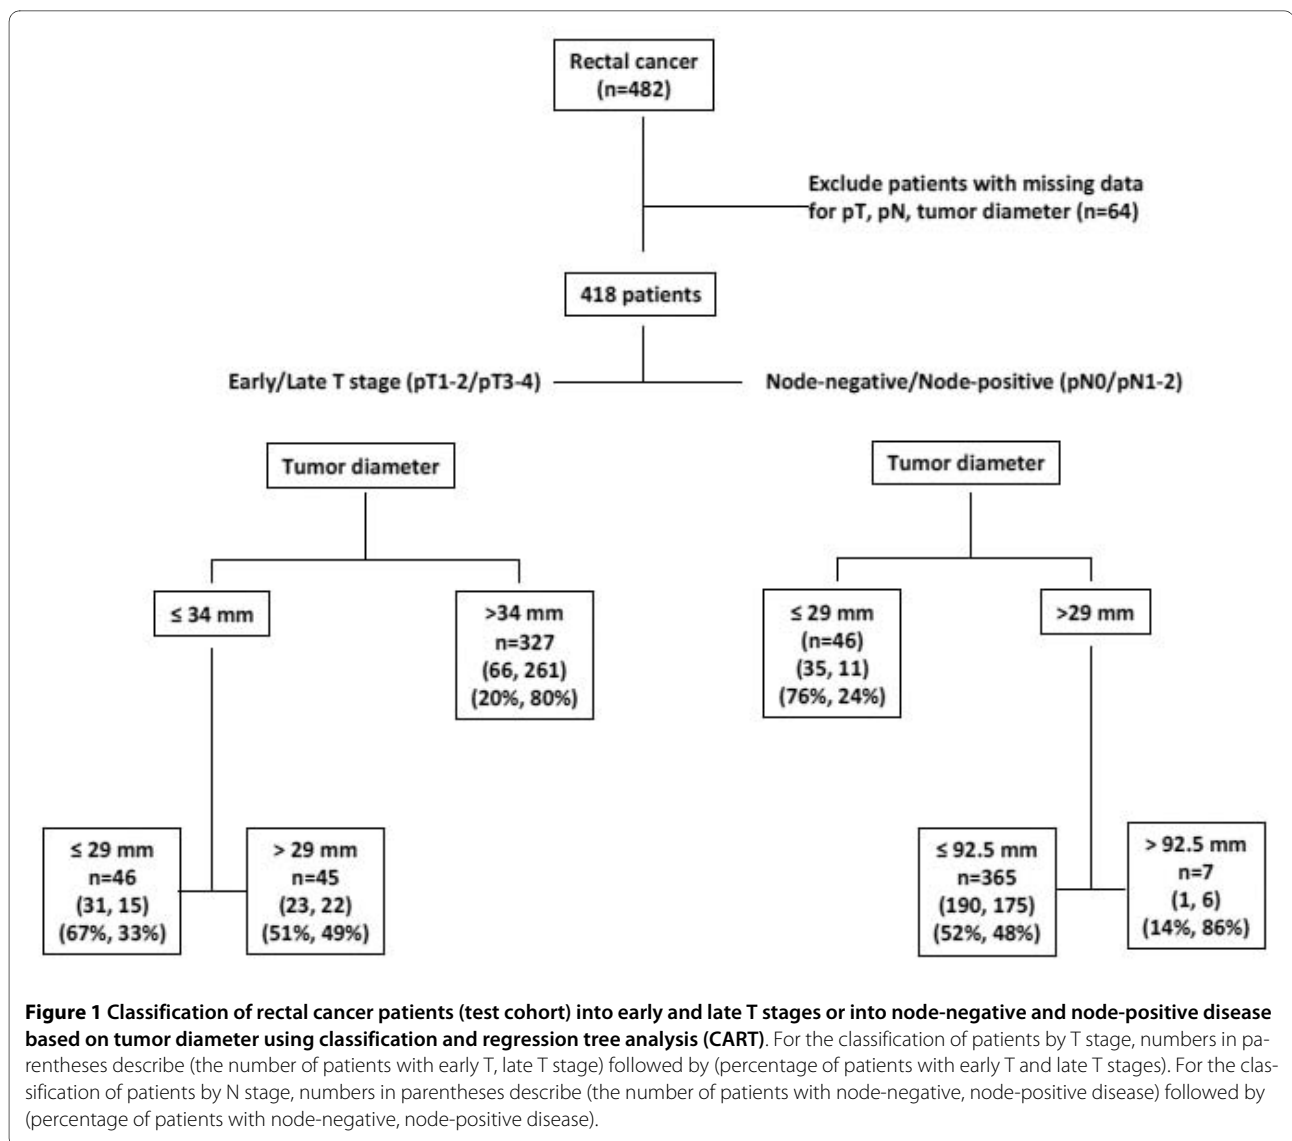 Rectal cancer
(n=482)
Exclude patients with missing data
for pT, pN, tumor diameter (n=64)
418 patients
Early/Late T stage (pT1-2/pT3-4)
Node-negative/Node-positive (pN0/pN1-2)
Tumor diameter
Tumor diameter
≤ 34 mm
>34 mm
n=327
(66, 261)
(20%, 80%)
≤ 29 mm
(n=46)
(35, 11)
(76%, 24%)
>29 mm
≤ 29 mm
n=46
(31, 15)
(67%, 33%)
> 29 mm
n=45
(23, 22)
(51%, 49%)
≤ 92.5 mm
n=365
(190, 175)
(52%, 48%)
> 92.5 mm
n=7
(1, 6)
(14%, 86%)
Figure 1 Classification of rectal cancer patients (test cohort) into early and late T stages or into node-negative and node-positive disease
based on tumor diameter using classification and regression tree analysis (CART). For the classification of patients by T stage, numbers in pa-
rentheses describe (the number of patients with early T, late T stage) followed by (percentage of patients with early T and late T stages). For the clas-
sification of patients by N stage, numbers in parentheses describe (the number of patients with node-negative, node-positive disease) followed by
(percentage of patients with node-negative, node-positive disease).